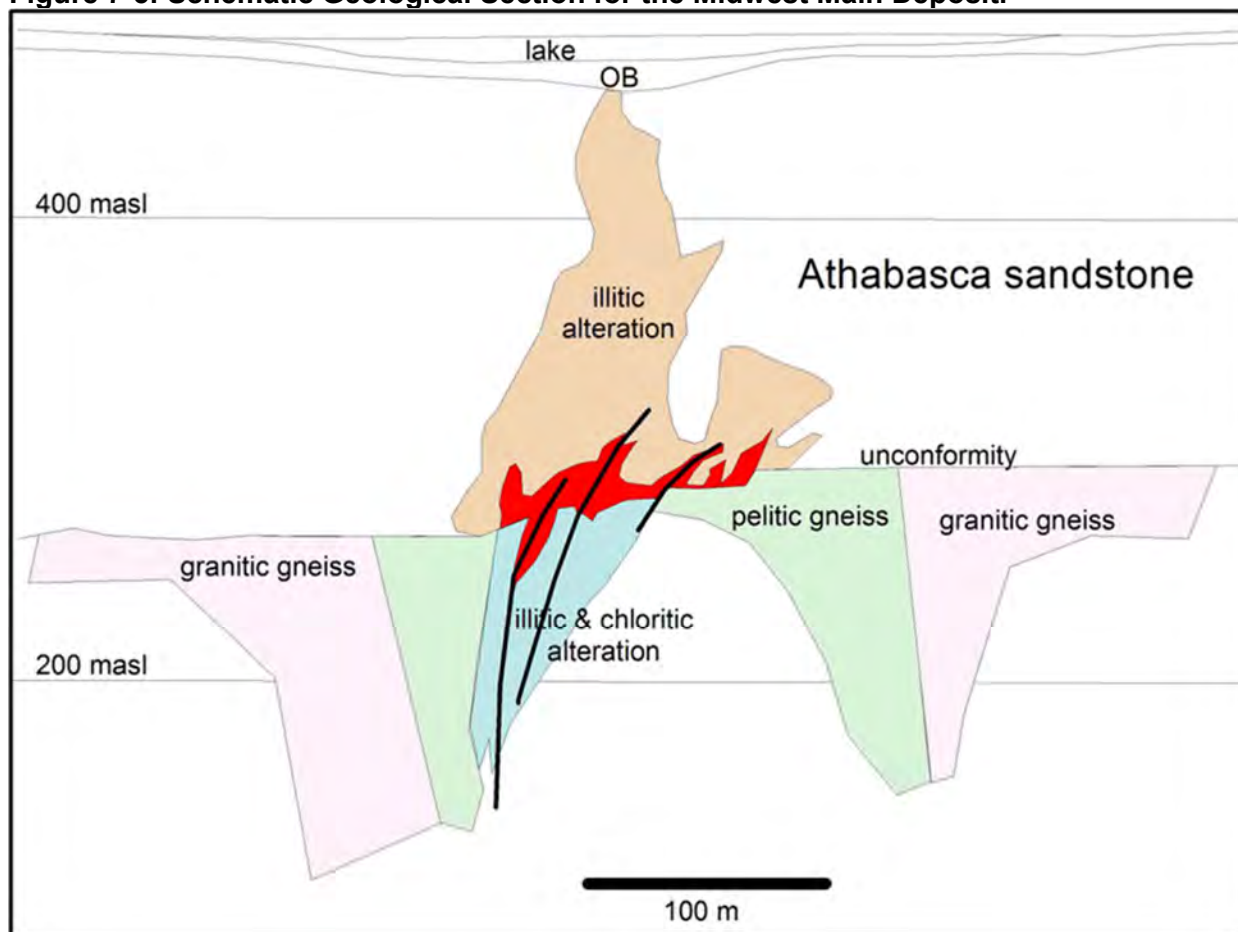 Figure 7-6: Schematic Geological Section for the Midwest Main Deposit.
lake
OB
400 masl
Athabasca sandstone
illitic
alteration
unconformity
pelitic gneiss
granitic gneiss
granitic gneiss
illitic & chloritic
alteration
200 masl
100 m